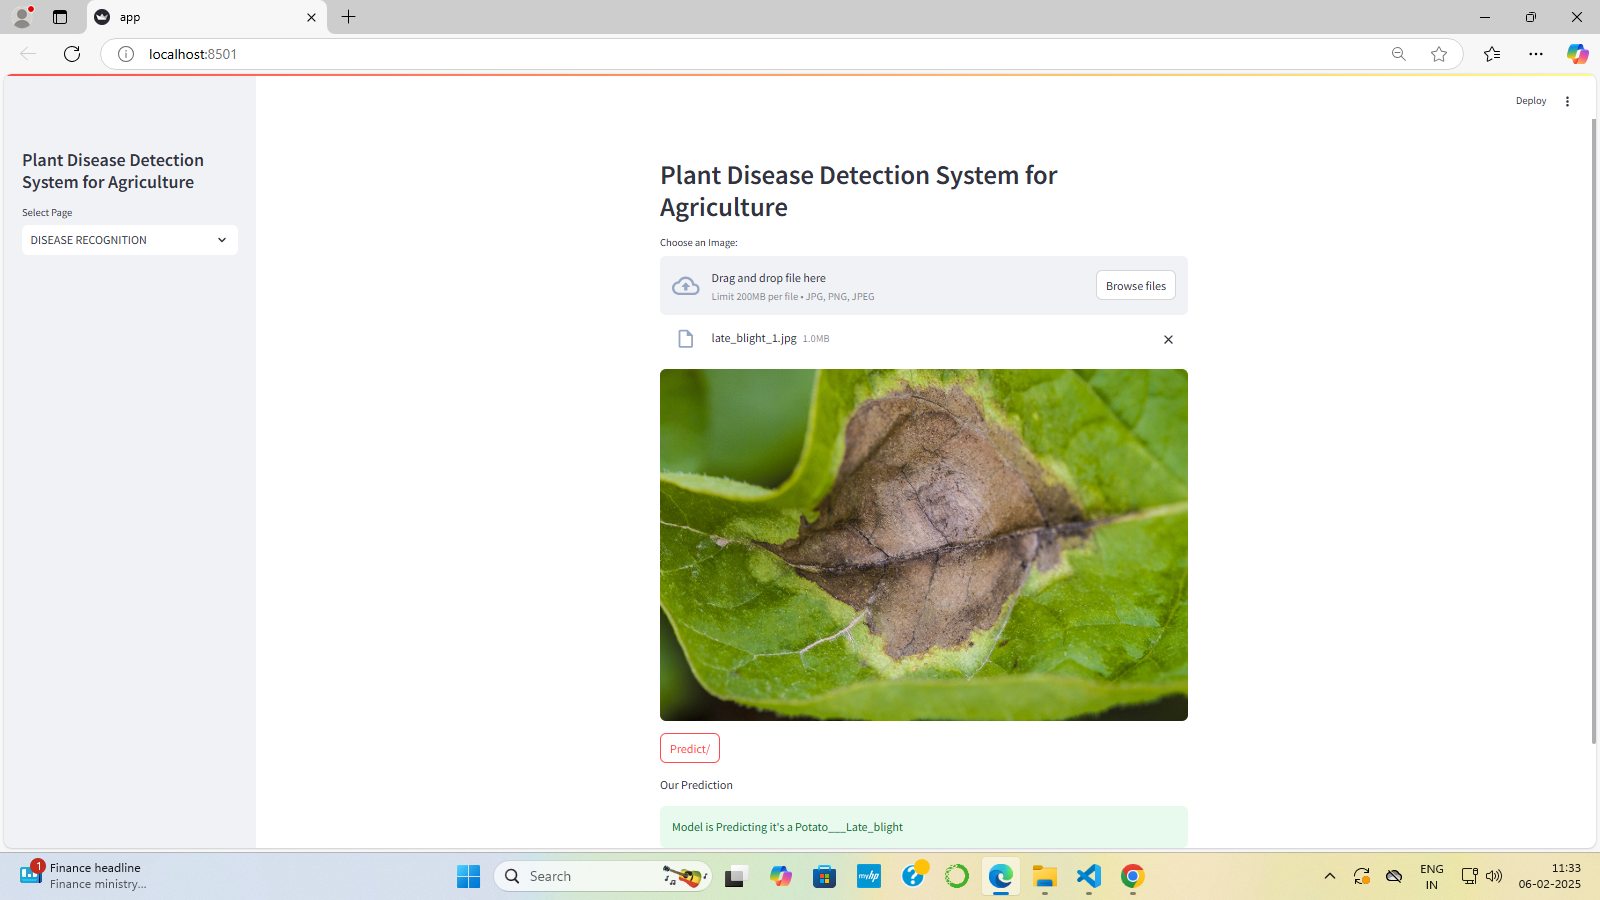 app
localhost:8501
Deploy
Plant Disease Detection
System for Agriculture
Select Page
DISEASE RECOGNITION
Plant Disease Detection System for
Agriculture
Choose an Image:
Drag and drop file here
Limit 200MB per file • JPG, PNG, JPEG
Browse files
late_blight_1.jpg 1.0MB
Predict/
Our Prediction
Model is Predicting it's a Potato___Late_blight
1
Finance headline
Finance ministry...
Search
myhp
ENG
IN
11:33
06-02-2025